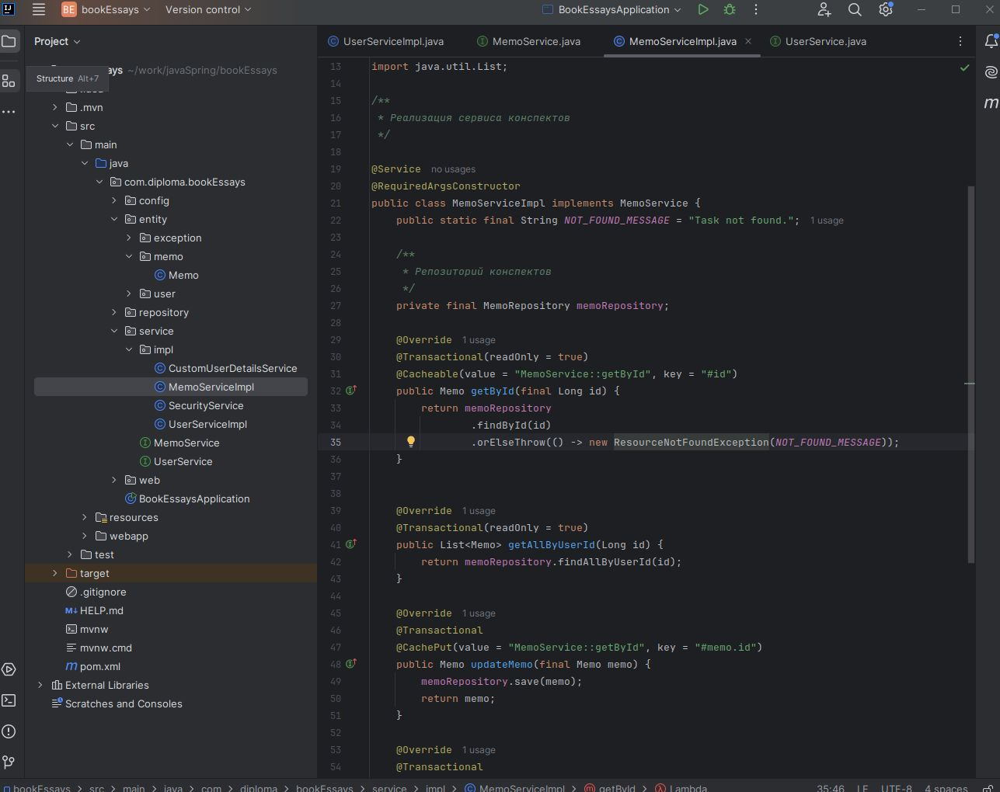 IJ
BE bookEssays
Version control
BookEssaysApplication
Project
UserServiceImpl.java
MemoService.java
MemoServiceImpl.java
UserService.java
ays ~/work/javaSpring/bookEssays
Structure Alt+7
.mvn
src
main
java
com.diploma.bookEssays
config
entity
exception
memo
Memo
user
repository
service
impl
CustomUserDetailsService
MemoServiceImpl
SecurityService
UserServiceImpl
MemoService
UserService
web
BookEssaysApplication
resources
webapp
test
target
.gitignore
M↓ HELP.md
mvnw
mvnw.cmd
m pom.xml
External Libraries
Scratches and Consoles
13 import java.util.List;
14
15 /**
16 * Реализация сервиса конспектов
17 */
18
19 @Service no usages
20 @RequiredArgsConstructor
21 public class MemoServiceImpl implements MemoService {
22 public static final String NOT_FOUND_MESSAGE = "Task not found."; 1 usage
23
24 /**
25 * Репозиторий конспектов
26 */
27 private final MemoRepository memoRepository;
28
29 @Override 1 usage
30 @Transactional(readOnly = true)
31 @Cacheable(value = "MemoService::getById", key = "#id")
32 public Memo getById(final Long id) {
33 return memoRepository
34 .findById(id)
35 .orElseThrow(() -> new ResourceNotFoundException(NOT_FOUND_MESSAGE));
36 }
37
38
39 @Override 1 usage
40 @Transactional(readOnly = true)
41 public List<Memo> getAllByUserId(Long id) {
42 return memoRepository.findAllByUserId(id);
43 }
44
45 @Override 1 usage
46 @Transactional
47 @CachePut(value = "MemoService::getById", key = "#memo.id")
48 public Memo updateMemo(final Memo memo) {
49 memoRepository.save(memo);
50 return memo;
51 }
52
53 @Override 1 usage
54 @Transactional
m
bookEssays > src > main > java > com > diploma > bookEssays > service > impl > MemoServiceImpl > getById > Lambda
35:46 LF UTF-8 4 spaces